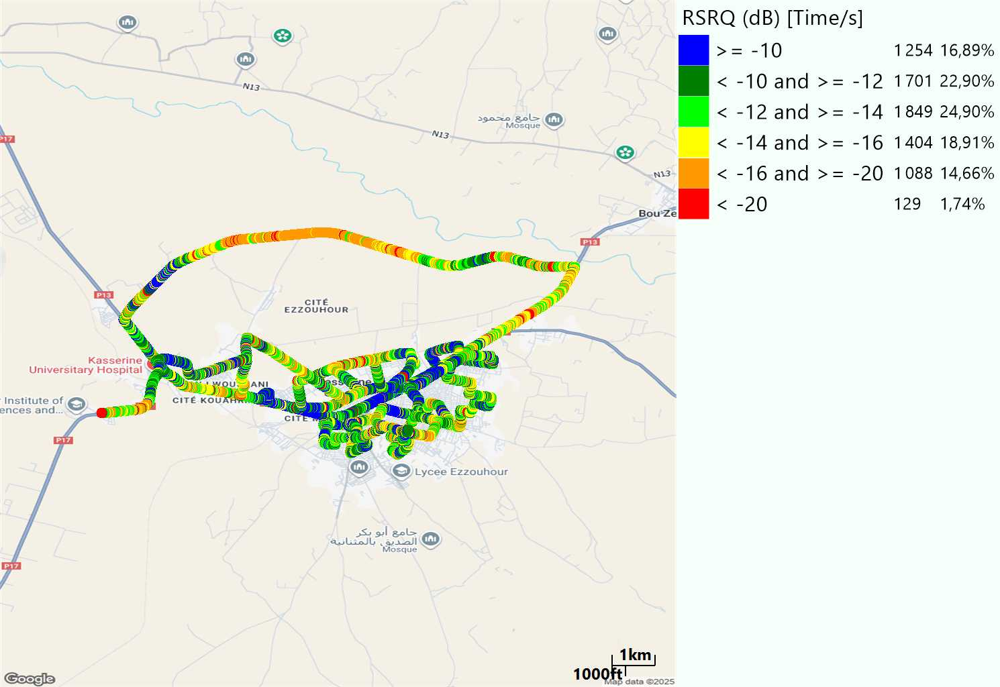 RSRQ (dB) [Time/s]
>= -10 1 254 16,89%
< -10 and >= -12 1 701 22,90%
< -12 and >= -14 1 849 24,90%
< -14 and >= -16 1 404 18,91%
< -16 and >= -20 1 088 14,66%
< -20 129 1,74%
N13
جامع محمود
Mosque
N13
P17
N13
Bou Ze
P13
P13
CITÉ
EZZOUHOUR
Kasserine
Universitary Hospital
Institute of
ences and...
CITÉ KOUAHR
CITÉ M
P17
Lycee Ezzouhour
جامع أبو بكر
الصديق بالمثنانية
Mosque
P17
1km
1000ft
Google
Map data ©2025